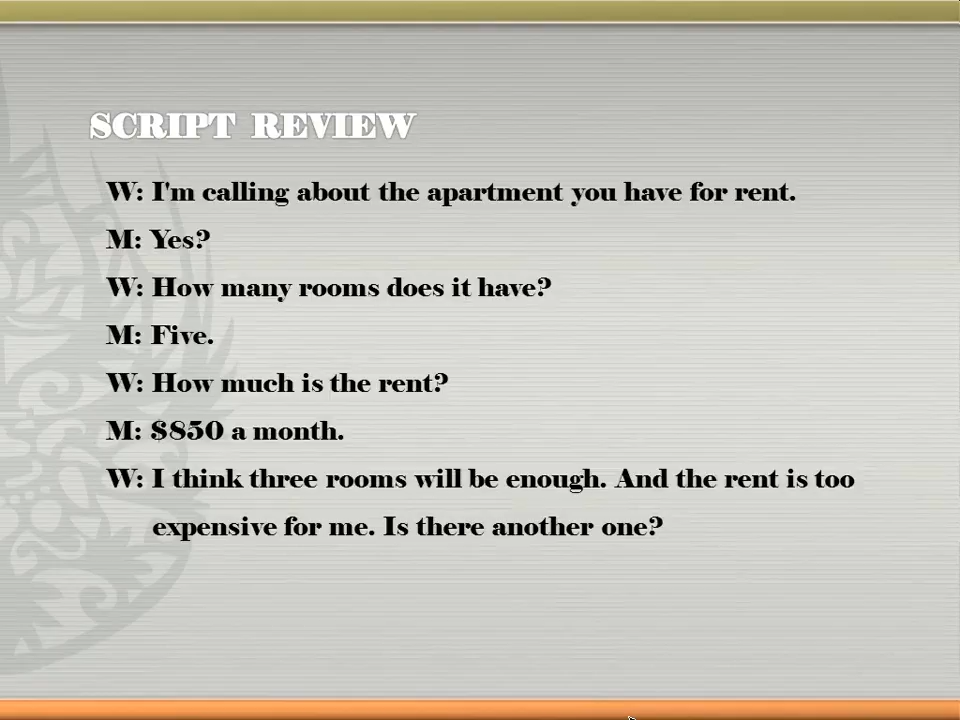 SCRIPT REVIEW
W: I'm calling about the apartment you have for rent.
M: Yes?
W: How many rooms does it have?
M: Five.
W: How much is the rent?
M: $850 a month.
W: I think three rooms will be enough. And the rent is too
expensive for me. Is there another one?